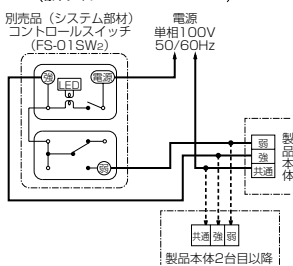 別売品（システム部材）
コントロールスイッチ
(FS-01SW2)
電源
単相100V
50/60Hz
強
LED
電源
弱
弱
強
共通
製品本体
共通 強 弱
製品本体2台目以降